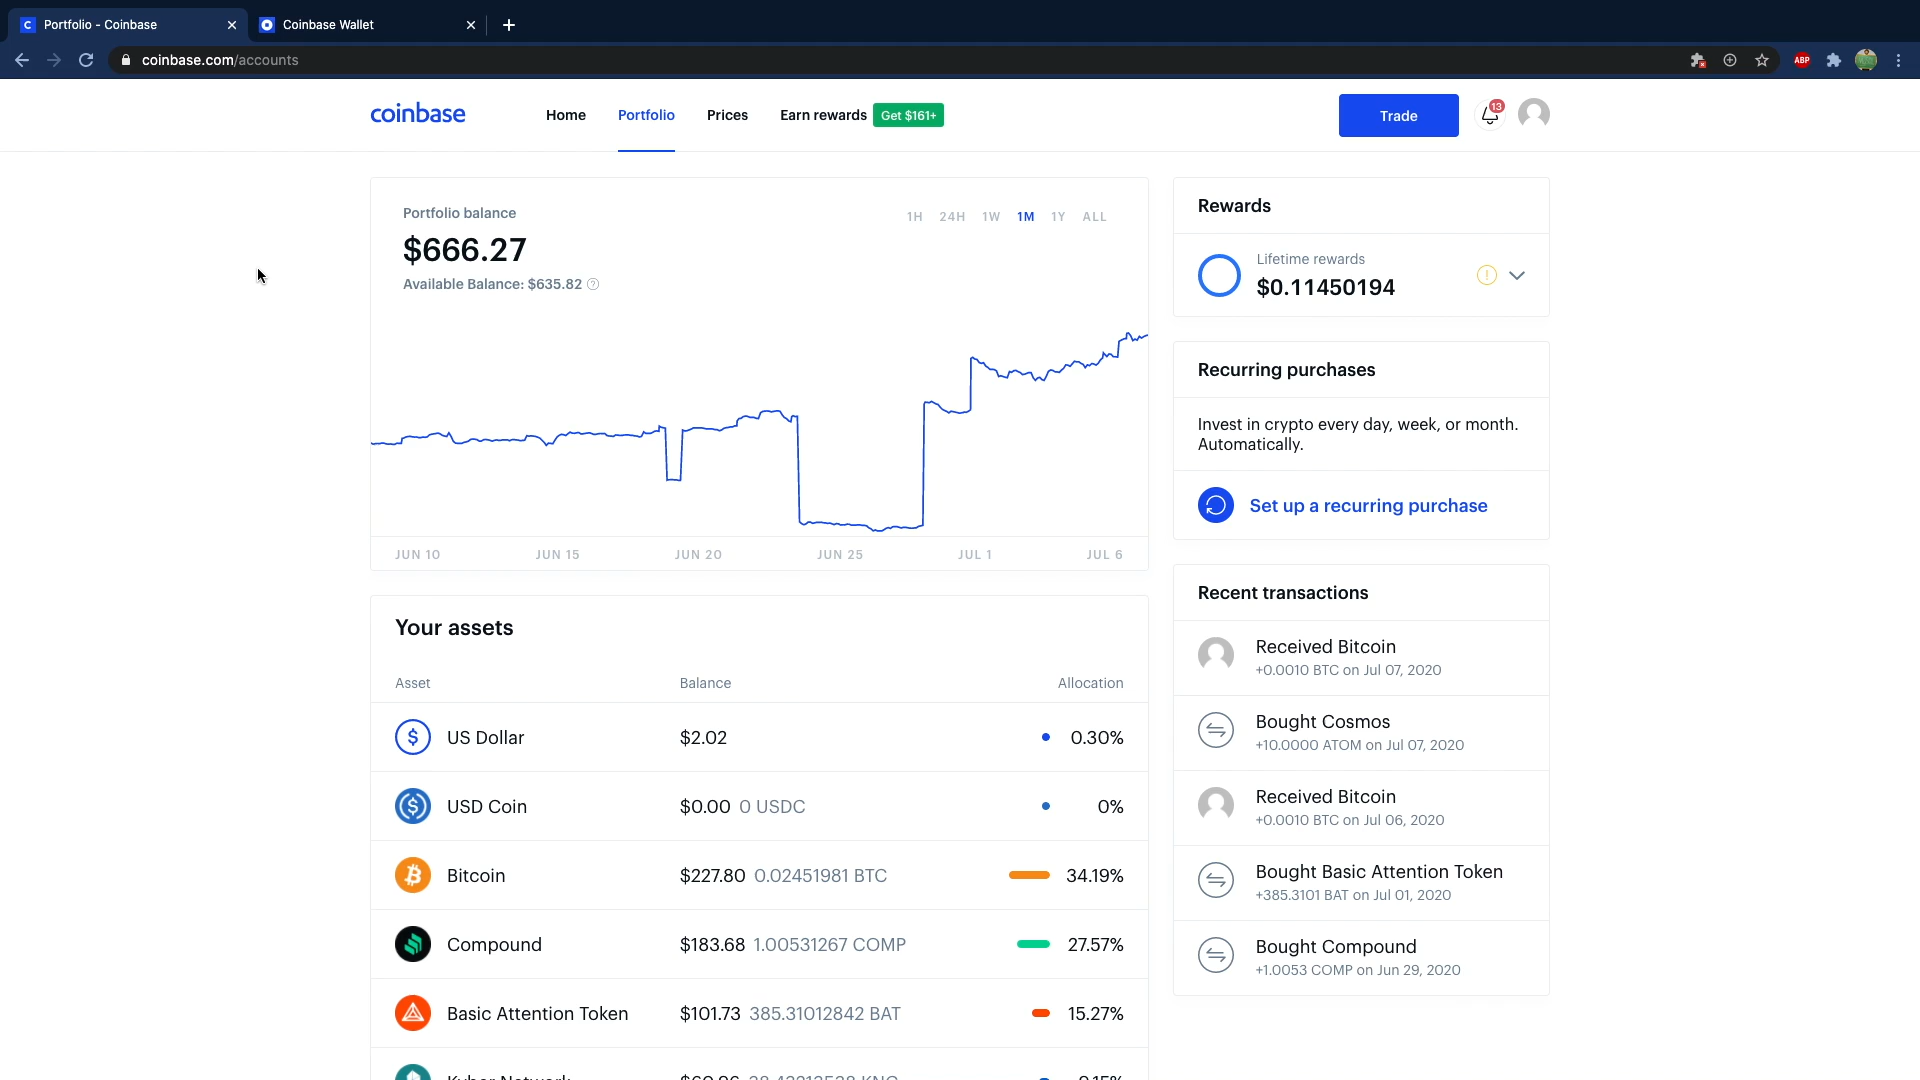 Portfolio - Coinbase
Coinbase Wallet
coinbase.com/accounts
ABP
coinbase
Home
Portfolio
Prices
Earn rewards
Get $161+
Trade
13
Portfolio balance
1H 24H 1W 1M 1Y ALL
$666.27
Available Balance: $635.82
JUN 10 JUN 15 JUN 20 JUN 25 JUL 1 JUL 6
Your assets
Asset Balance Allocation
US Dollar $2.02 0.30%
USD Coin $0.00 0 USDC 0%
Bitcoin $227.80 0.02451981 BTC 34.19%
Compound $183.68 1.00531267 COMP 27.57%
Basic Attention Token $101.73 385.31012842 BAT 15.27%
Rewards
Lifetime rewards
$0.11450194
Recurring purchases
Invest in crypto every day, week, or month.
Automatically.
Set up a recurring purchase
Recent transactions
Received Bitcoin
+0.0010 BTC on Jul 07, 2020
Bought Cosmos
+10.0000 ATOM on Jul 07, 2020
Received Bitcoin
+0.0010 BTC on Jul 06, 2020
Bought Basic Attention Token
+385.3101 BAT on Jul 01, 2020
Bought Compound
+1.0053 COMP on Jun 29, 2020